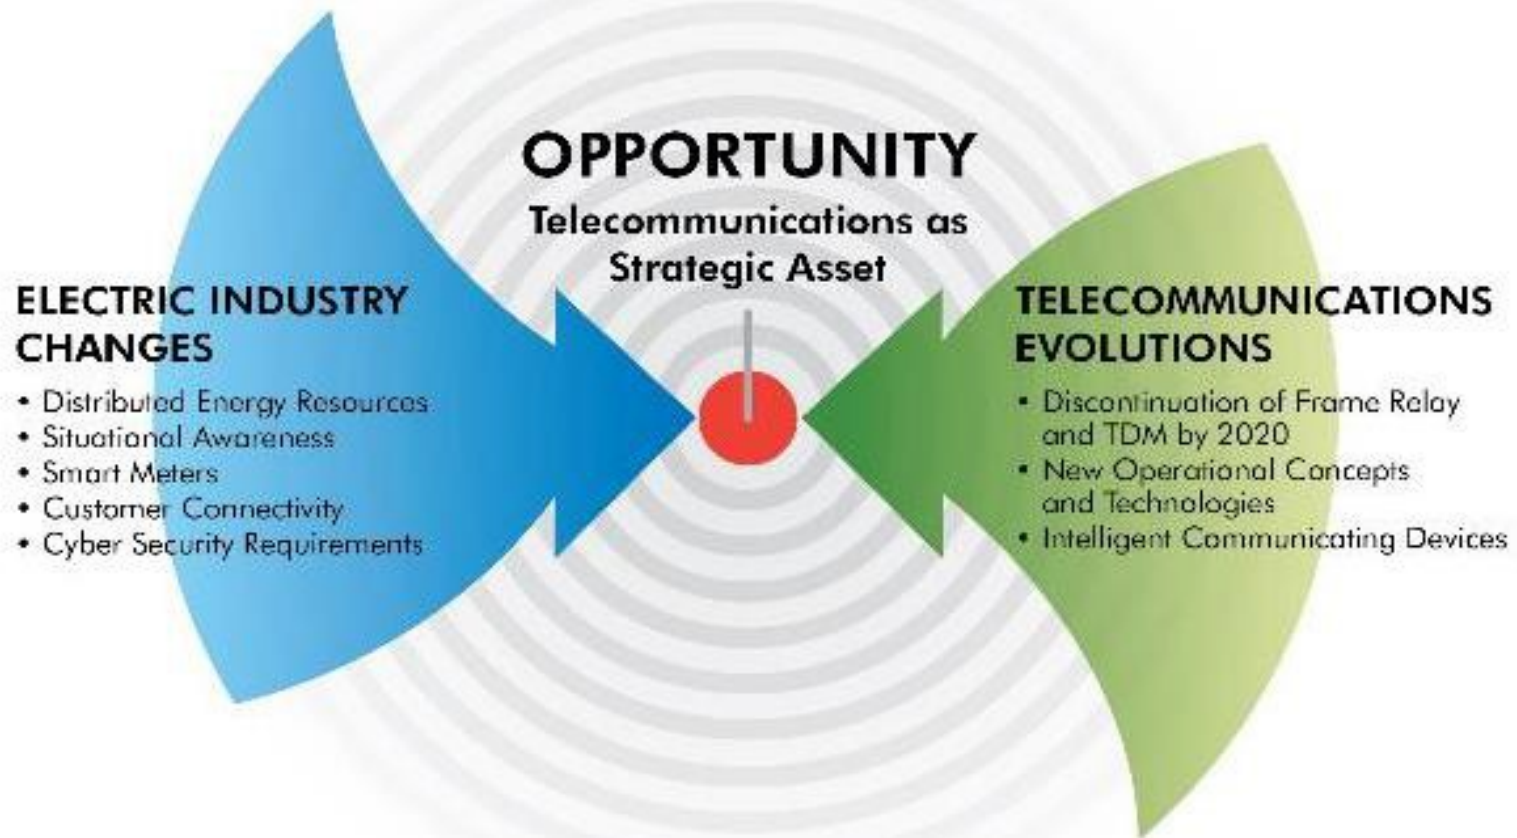 OPPORTUNITY
Telecommunications as
Strategic Asset
ELECTRIC INDUSTRY
CHANGES
• Distributed Energy Resources
• Situational Awareness
• Smart Meters
• Customer Connectivity
• Cyber Security Requirements
TELECOMMUNICATIONS
EVOLUTIONS
• Discontinuation of Frame Relay
and TDM by 2020
• New Operational Concepts
and Technologies
• Intelligent Communicating Devices